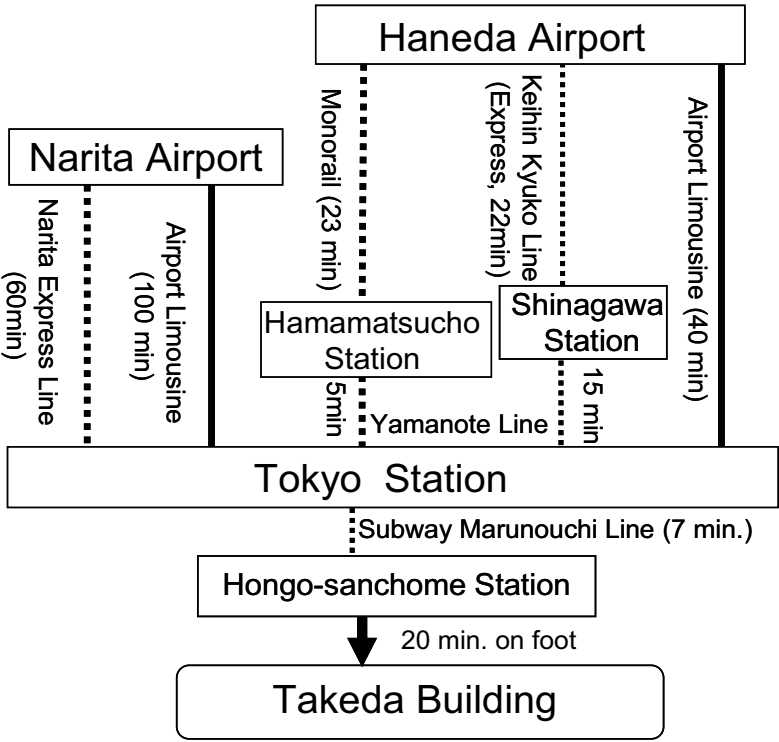 Haneda Airport
Narita Airport
Narita Express Line
(60min)
Airport Limousine
(100 min)
Monorail (23 min)
Keihin Kyuko Line
(Express, 22min)
Airport Limousine (40 min)
Hamamatsucho
Station
Shinagawa
Station
5min
Yamanote Line
15 min
Tokyo Station
Subway Marunouchi Line (7 min.)
Hongo-sanchome Station
20 min. on foot
Takeda Building